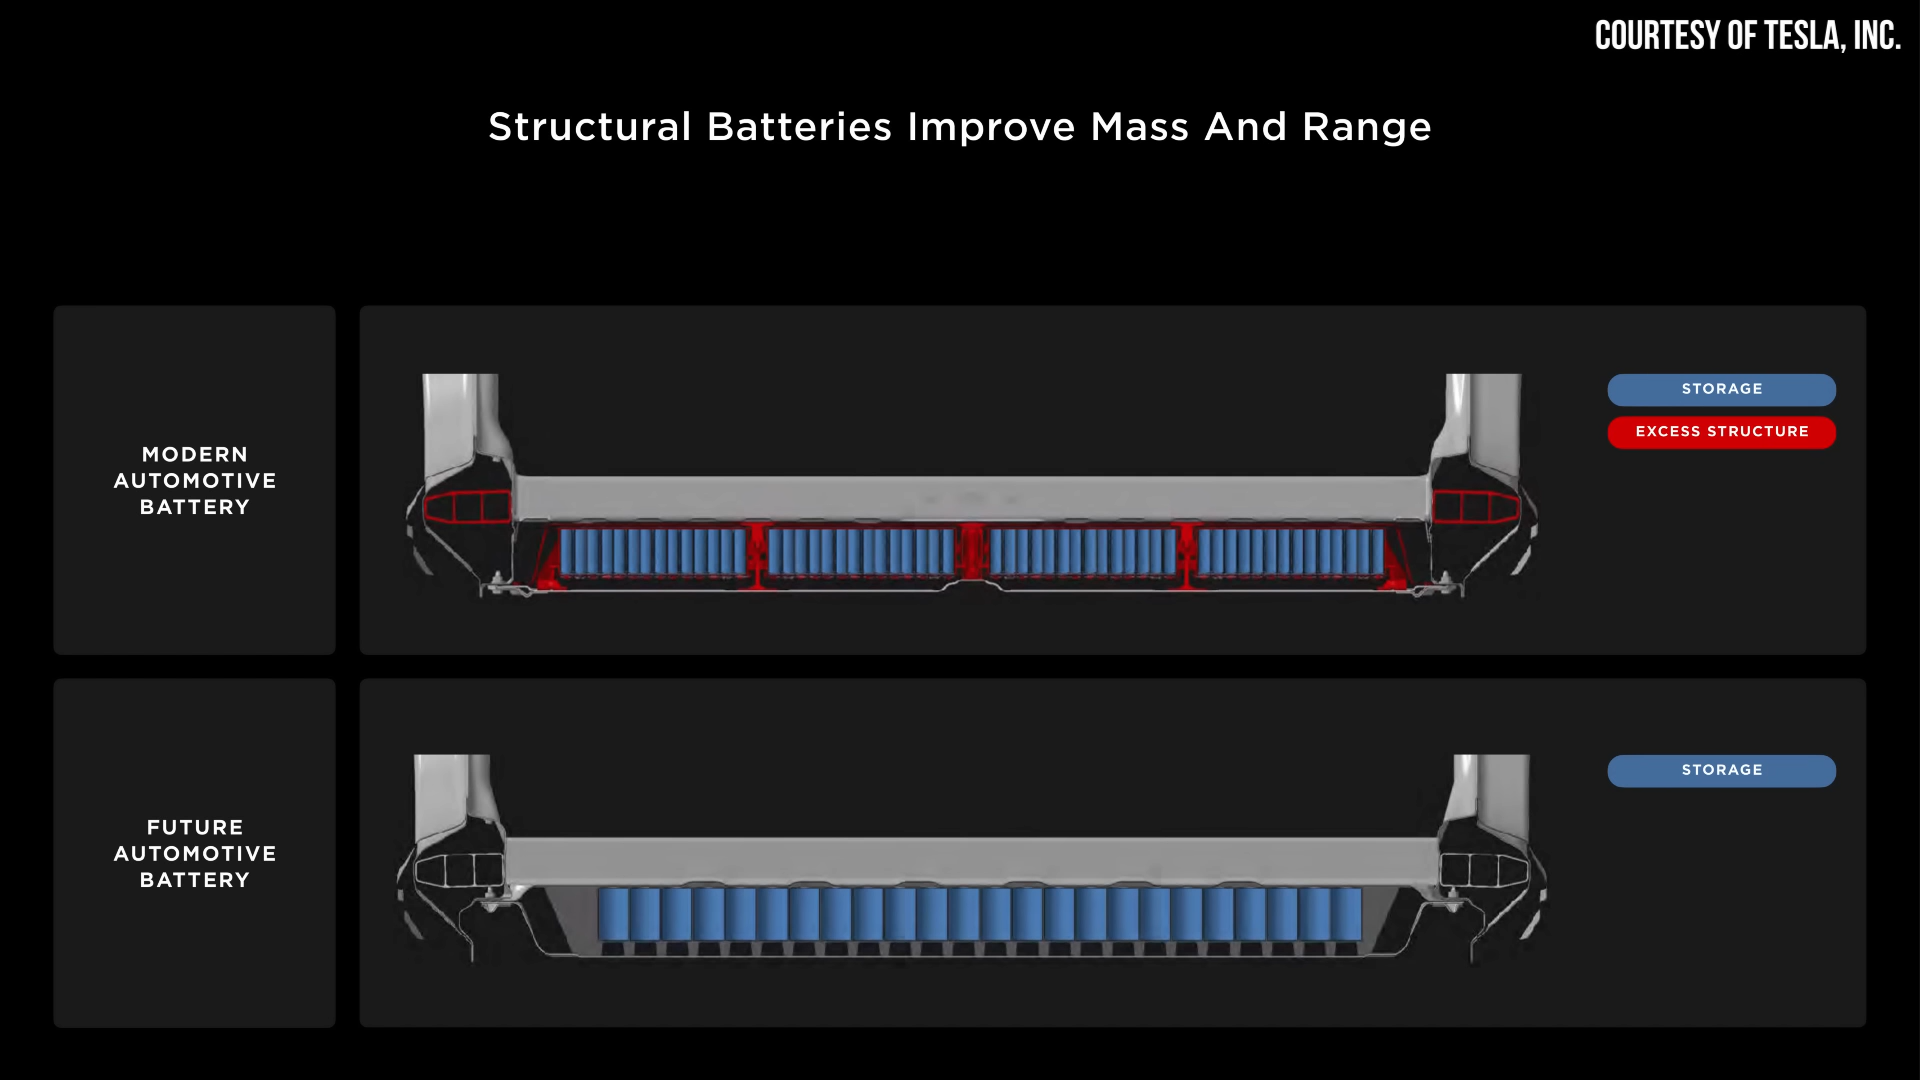 COURTESY OF TESLA, INC.
Structural Batteries Improve Mass And Range
MODERN
AUTOMOTIVE
BATTERY
STORAGE
EXCESS STRUCTURE
FUTURE
AUTOMOTIVE
BATTERY
STORAGE